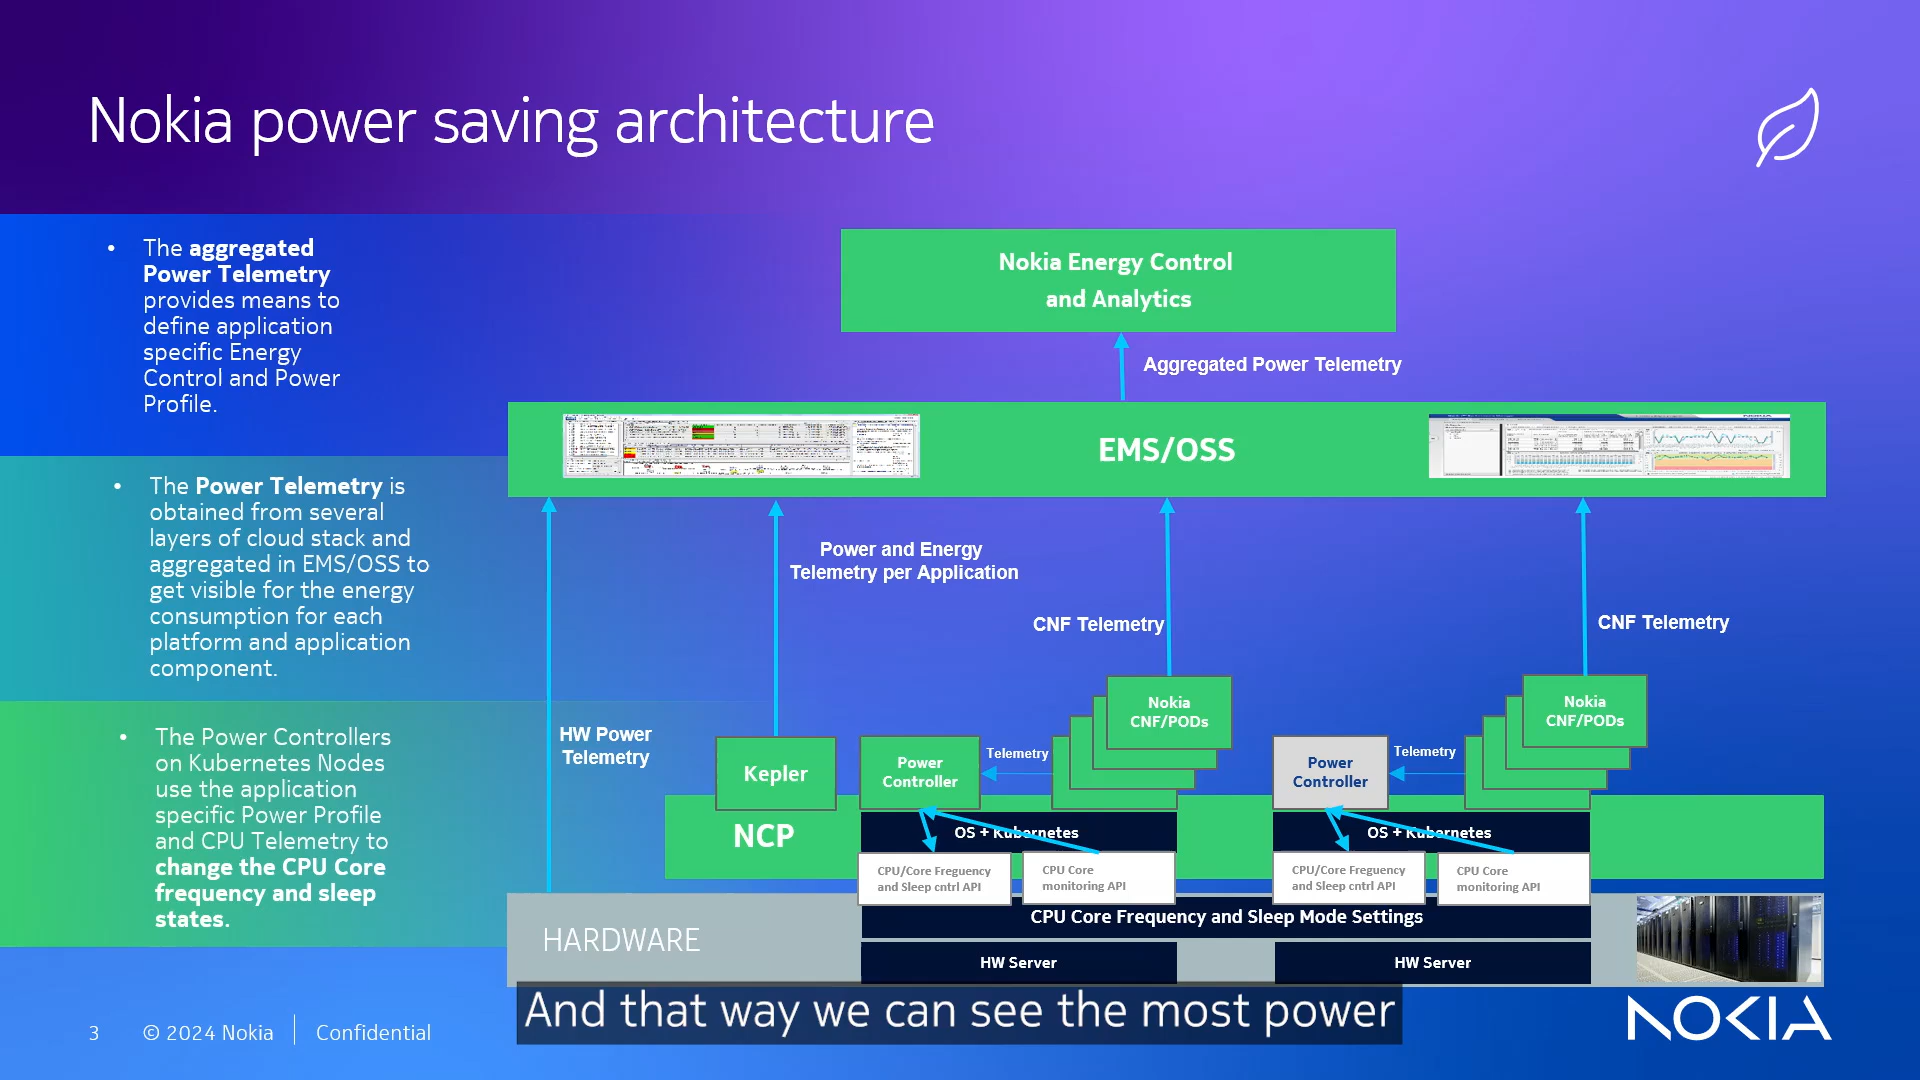 Nokia power saving architecture
• The aggregated
Power Telemetry
provides means to
define application
specific Energy
Control and Power
Profile.
• The Power Telemetry is
obtained from several
layers of cloud stack and
aggregated in EMS/OSS to
get visible for the energy
consumption for each
platform and application
component.
• The Power Controllers
on Kubernetes Nodes
use the application
specific Power Profile
and CPU Telemetry to
change the CPU Core
frequency and sleep
states.
Nokia Energy Control
and Analytics
Aggregated Power Telemetry
EMS/OSS
Power and Energy
Telemetry per Application
CNF Telemetry
CNF Telemetry
HW Power
Telemetry
Kepler
Power
Controller
Telemetry
Nokia
CNF/PODs
Power
Controller
Telemetry
Nokia
CNF/PODs
NCP
OS + Kubernetes
OS + Kubernetes
CPU/Core Freguency
and Sleep cntrl API
CPU Core
monitoring API
CPU/Core Freguency
and Sleep cntrl API
CPU Core
monitoring API
HARDWARE
CPU Core Frequency and Sleep Mode Settings
HW Server
HW Server
And that way we can see the most power
3 © 2024 Nokia Confidential
NOKIA